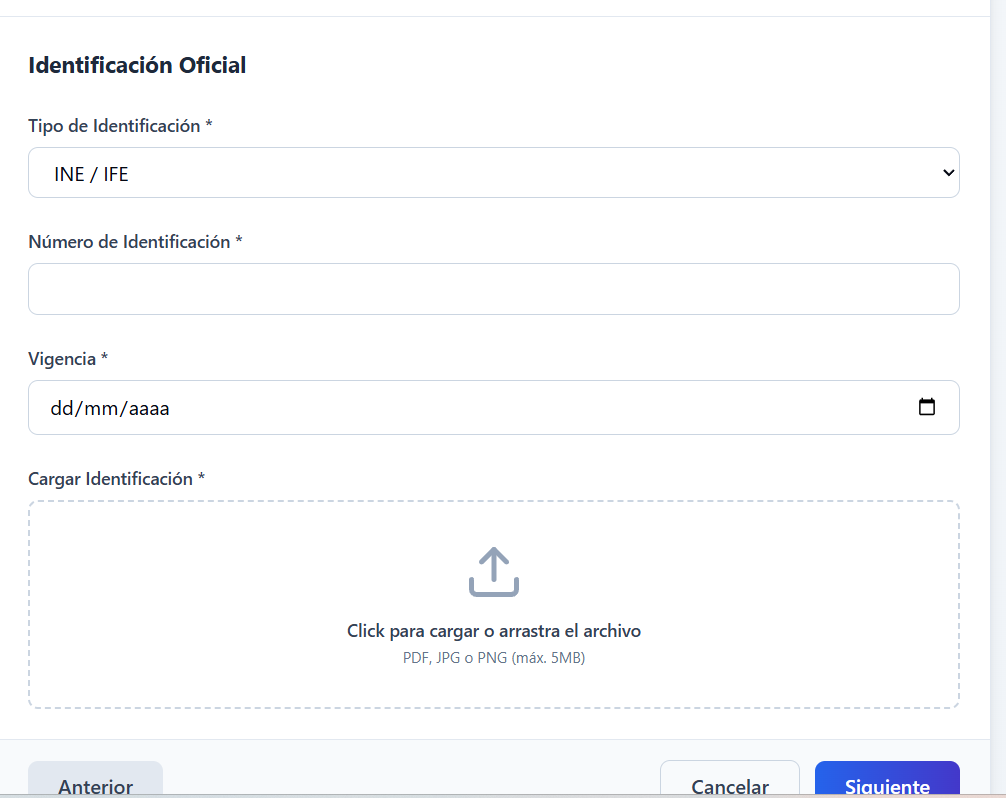 Identificación Oficial
Tipo de Identificación *
INE / IFE
Número de Identificación *
Vigencia *
dd/mm/aaaa
Cargar Identificación *
Click para cargar o arrastra el archivo
PDF, JPG o PNG (máx. 5MB)
Anterior Cancelar Siguiente